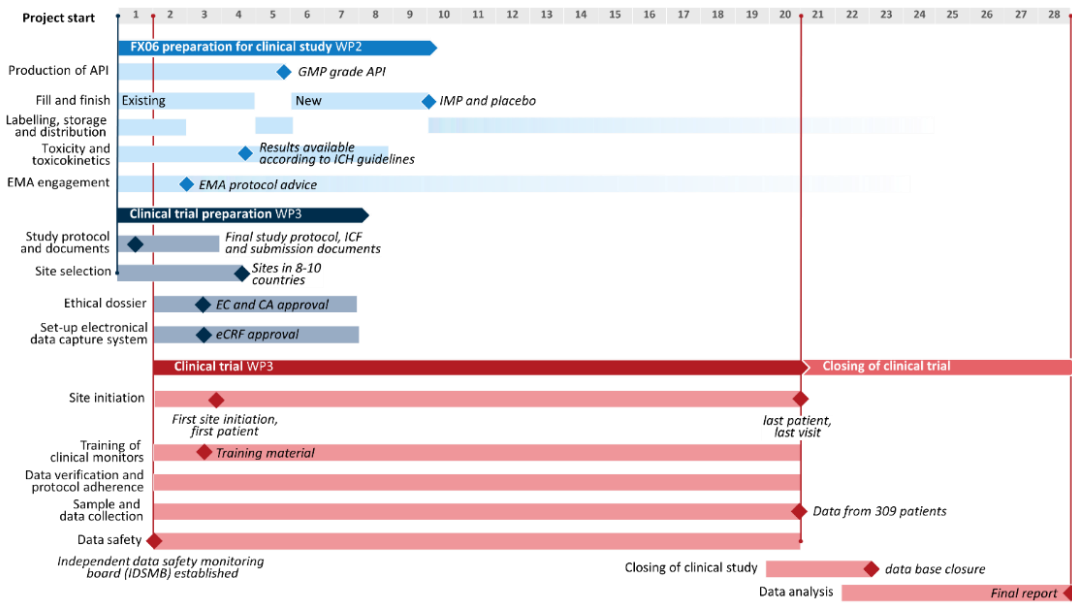 Project start 1 2 3 4 5 6 7 8 9 10 11 12 13 14 15 16 17 18 19 20 21 22 23 24 25 26 27 28
FX06 preparation for clinical study WP2
Production of API
GMP grade API
Fill and finish
Existing
New
IMP and placebo
Labelling, storage
and distribution
Toxicity and
toxicokinetics
Results available
according to ICH guidelines
EMA engagement
EMA protocol advice
Clinical trial preparation WP3
Study protocol
and documents
Final study protocol, ICF
and submission documents
Site selection
Sites in 8-10
countries
Ethical dossier
EC and CA approval
Set-up electronical
data capture system
eCRF approval
Clinical trial WP3
Closing of clinical trial
Site initiation
First site initiation,
first patient
last patient,
last visit
Training of
clinical monitors
Training material
Data verification and
protocol adherence
Sample and
data collection
Data from 309 patients
Data safety
Independent data safety monitoring
board (IDSMB) established
Closing of clinical study
data base closure
Data analysis
Final report